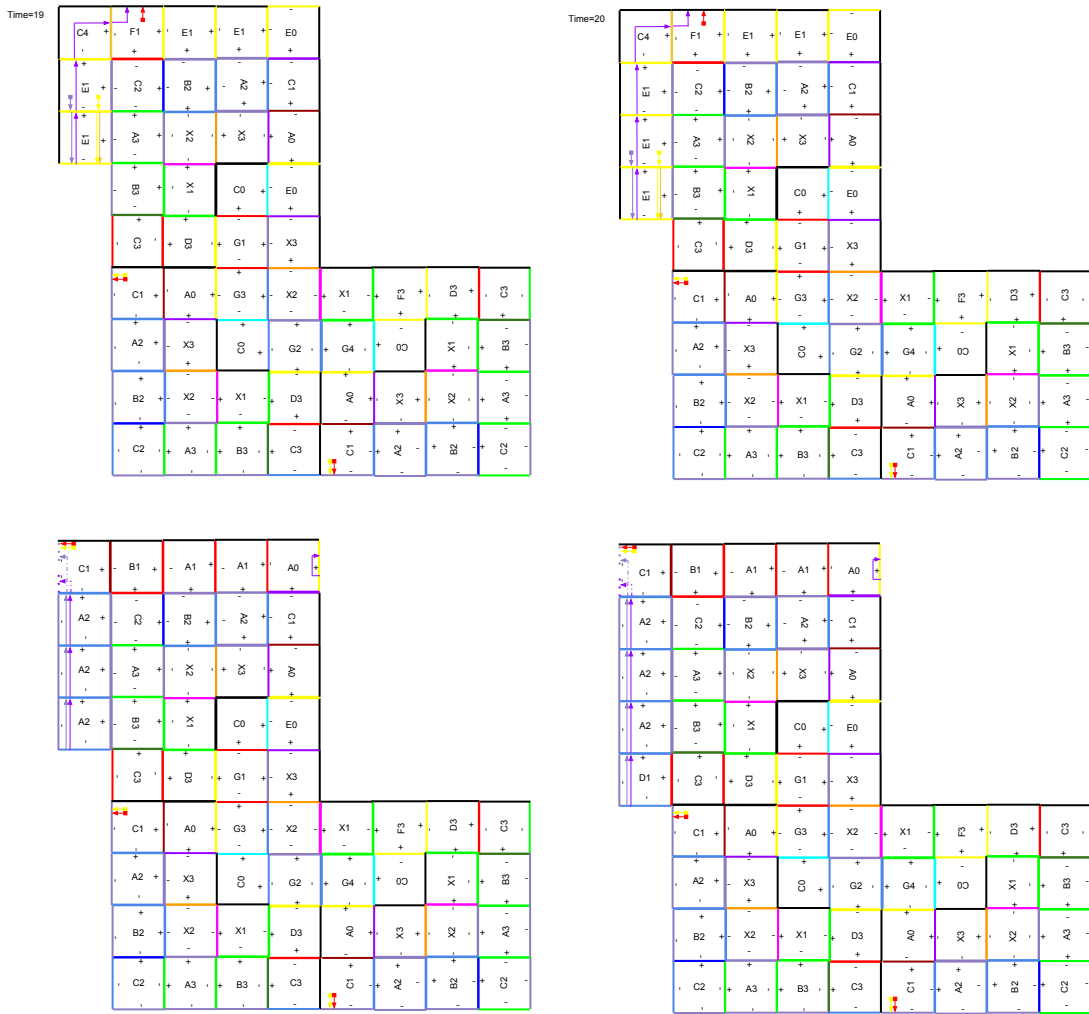 Time=19
Time=20
C4 F1 E1 E1 E0
E1 C2 B2 A2 C1
E1 A3 X2 X3 A0
B3 X1 C0 E0
C3 D3 G1 X3
C1 A0 G3 X2 X1 F3 D3 C3
A2 X3 C0 G2 G4 C0 X1 B3
B2 X2 X1 D3 A0 X3 X2 A3
C2 A3 B3 C3 C1 A2 B2 C2
C4 F1 E1 E1 E0
E1 C2 B2 A2 C1
E1 A3 X2 X3 A0
E1 B3 X1 C0 E0
C3 D3 G1 X3
C1 A0 G3 X2 X1 F3 D3 C3
A2 X3 C0 G2 G4 C0 X1 B3
B2 X2 X1 D3 A0 X3 X2 A3
C2 A3 B3 C3 C1 A2 B2 C2
C1 B1 A1 A1 A0
A2 C2 B2 A2 C1
A2 A3 X2 X3 A0
A2 B3 X1 C0 E0
C3 D3 G1 X3
C1 A0 G3 X2 X1 F3 D3 C3
A2 X3 C0 G2 G4 C0 X1 B3
B2 X2 X1 D3 A0 X3 X2 A3
C2 A3 B3 C3 C1 A2 B2 C2
C1 B1 A1 A1 A0
A2 C2 B2 A2 C1
A2 A3 X2 X3 A0
A2 B3 X1 C0 E0
D1 C3 D3 G1 X3
C1 A0 G3 X2 X1 F3 D3 C3
A2 X3 C0 G2 G4 C0 X1 B3
B2 X2 X1 D3 A0 X3 X2 A3
C2 A3 B3 C3 C1 A2 B2 C2